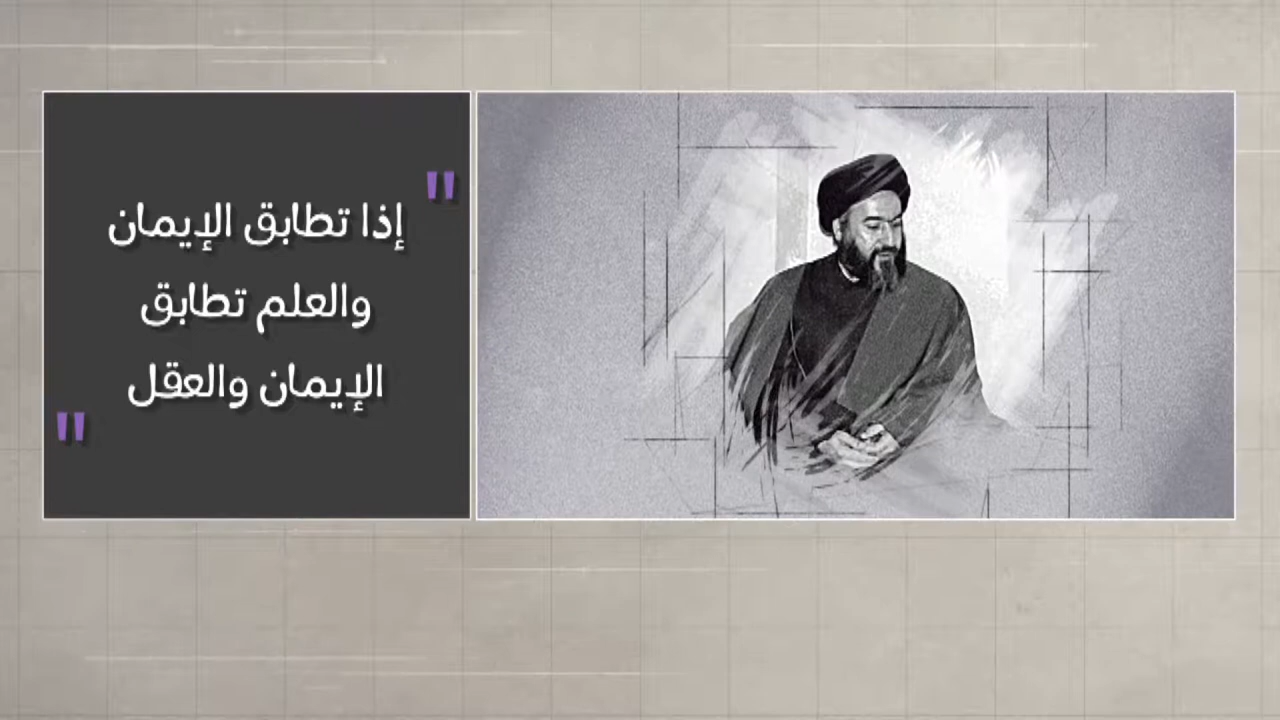 "إذا تطابق الإيمان
والعلم تطابق
الإيمان والعقل"